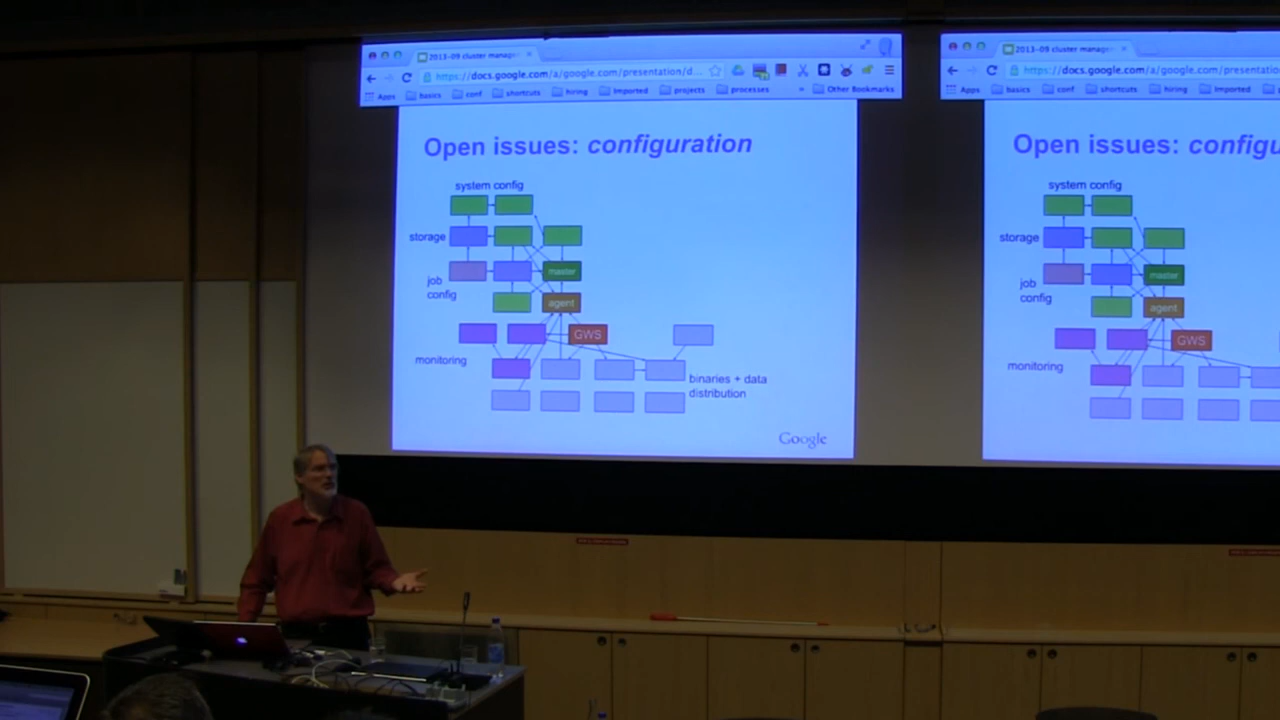 2013-09 cluster manag
https://docs.google.com/a/google.com/presentation/d...
Apps basics conf shortcuts hiring Imported projects processes » Other Bookmarks
Open issues: configuration
system config
storage
master
job
config
agent
GWS
monitoring
binaries + data
distribution
Google
2013-09 cluster manag
https://docs.google.com/a/google.com/presentatio
Apps basics conf shortcuts hiring Imported
Open issues: configu
system config
storage
master
job
config
agent
GWS
monitoring